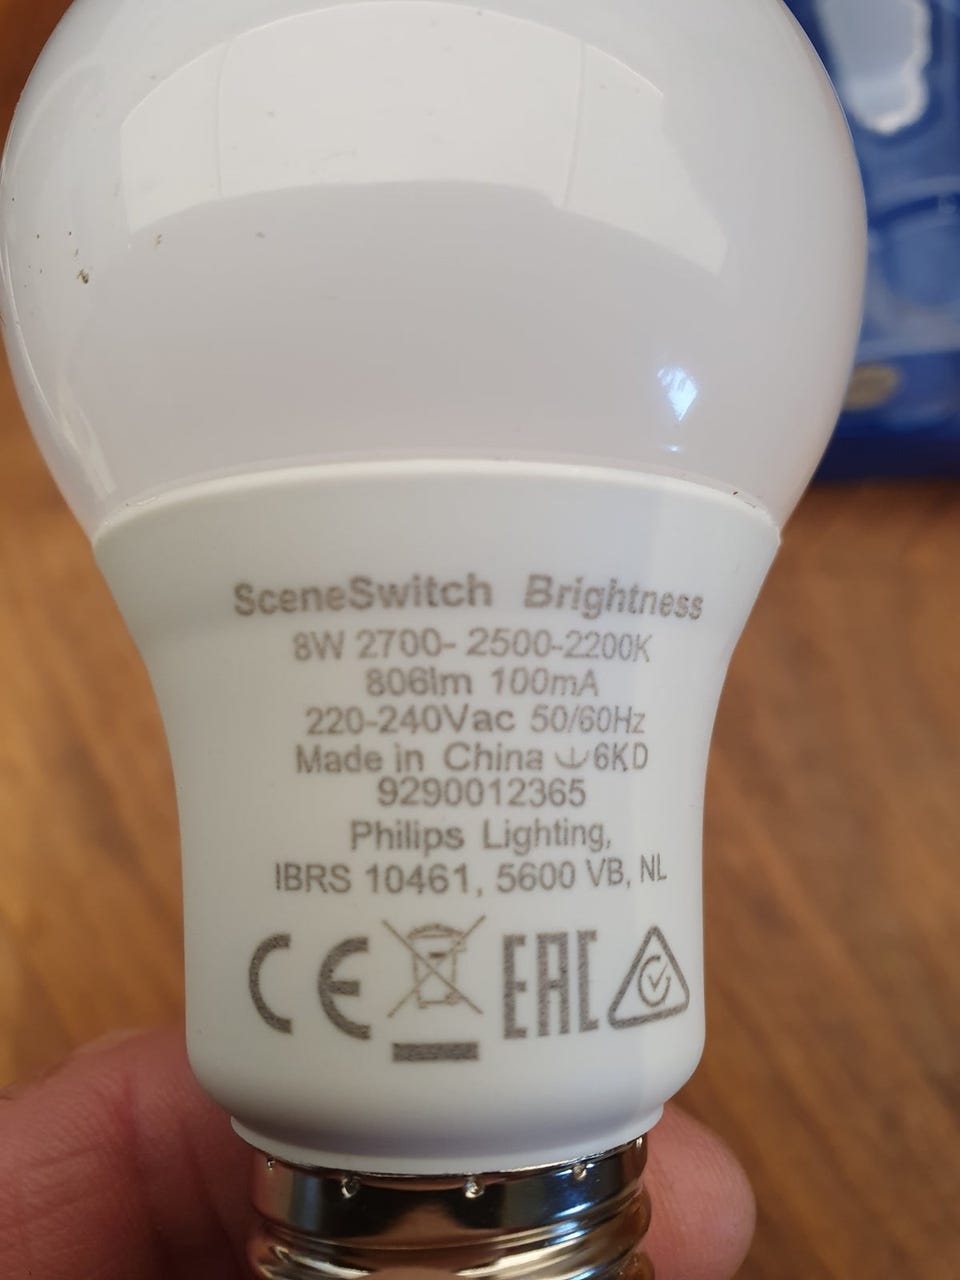 SceneSwitch Brightness
8W 2700- 2500-2200K
806lm 100mA
220-240Vac 50/60Hz
Made in China 6KD
9290012365
Philips Lighting,
IBRS 10461, 5600 VB, NL
CE EAC